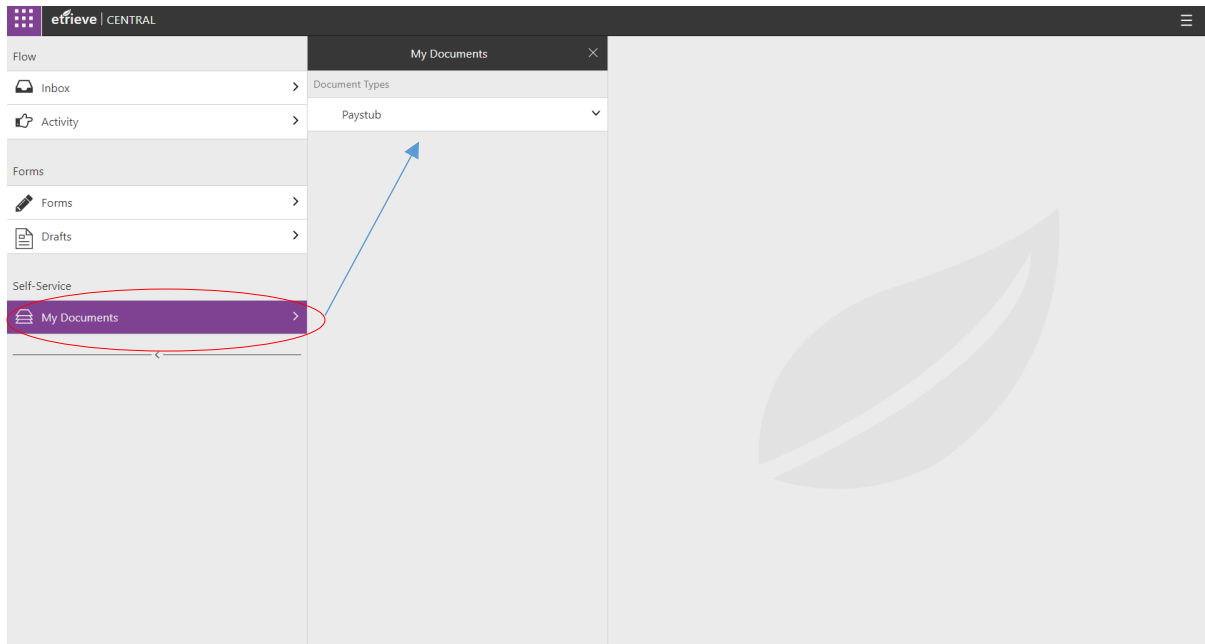 etrieve | CENTRAL
Flow
Inbox
Activity
Forms
Forms
Drafts
Self-Service
My Documents
My Documents
Document Types
Paystub